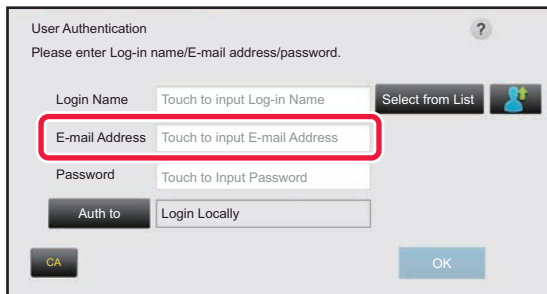 User Authentication ?
Please enter Log-in name/E-mail address/password.
Login Name Touch to input Log-in Name Select from List
E-mail Address Touch to input E-mail Address
Password Touch to Input Password
Auth to Login Locally
CA OK